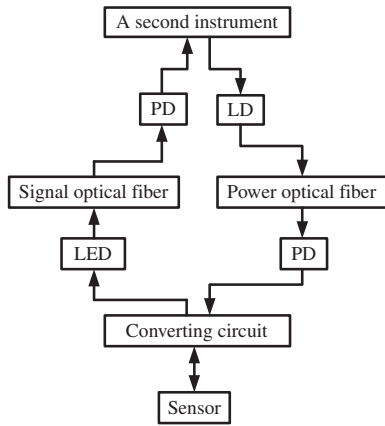 A second instrument
PD
LD
Signal optical fiber
Power optical fiber
LED
PD
Converting circuit
Sensor